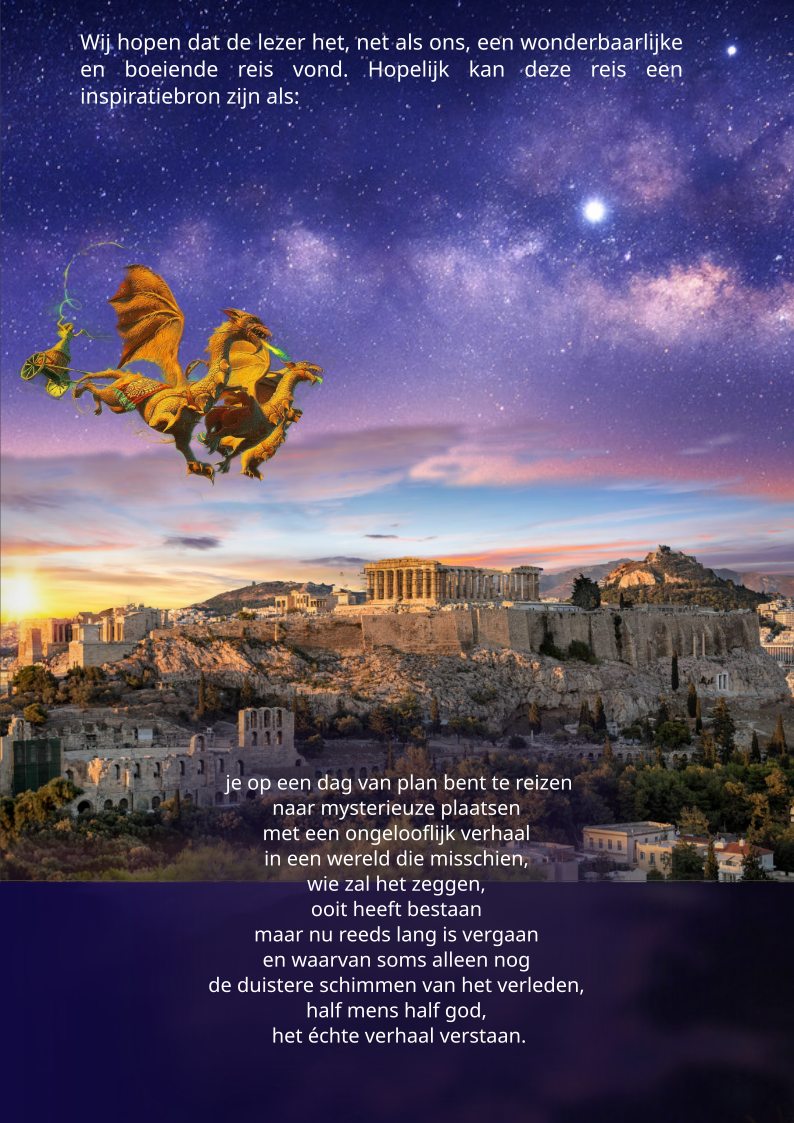 Wij hopen dat de lezer het, net als ons, een wonderbaarlijke
en boeiende reis vond. Hopelijk kan deze reis een
inspiratiebron zijn als:
je op een dag van plan bent te reizen
naar mysterieuze plaatsen
met een ongelooflijk verhaal
in een wereld die misschien,
wie zal het zeggen,
ooit heeft bestaan
maar nu reeds lang is vergaan
en waarvan soms alleen nog
de duistere schimmen van het verleden,
half mens half god,
het échte verhaal verstaan.